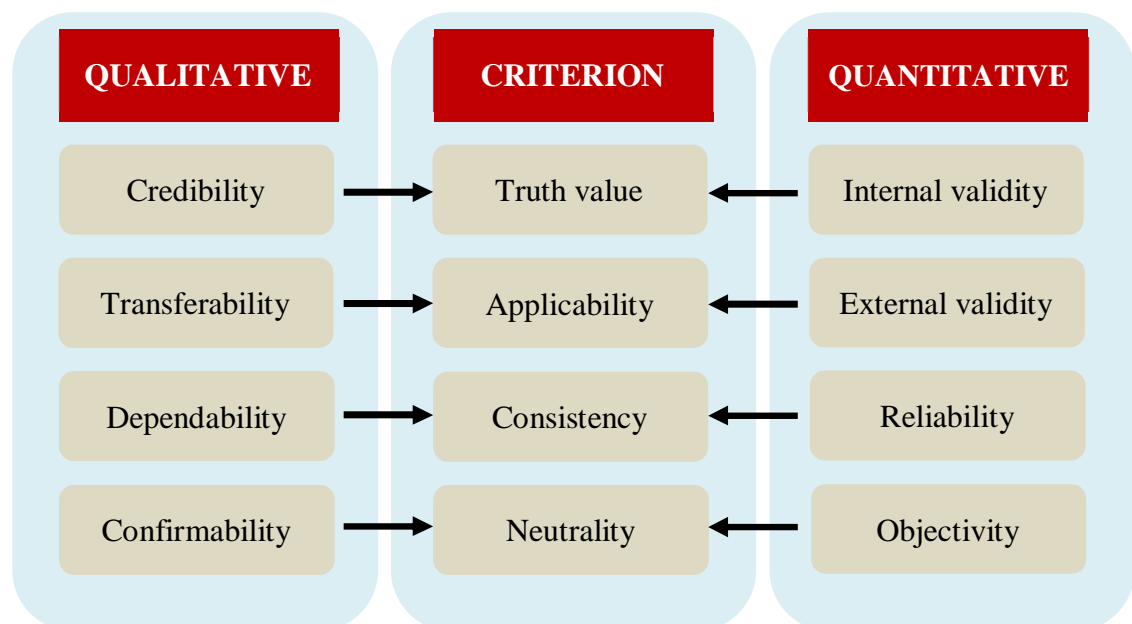 QUALITATIVE
CRITERION
QUANTITATIVE
Credibility
Truth value
Internal validity
Transferability
Applicability
External validity
Dependability
Consistency
Reliability
Confirmability
Neutrality
Objectivity